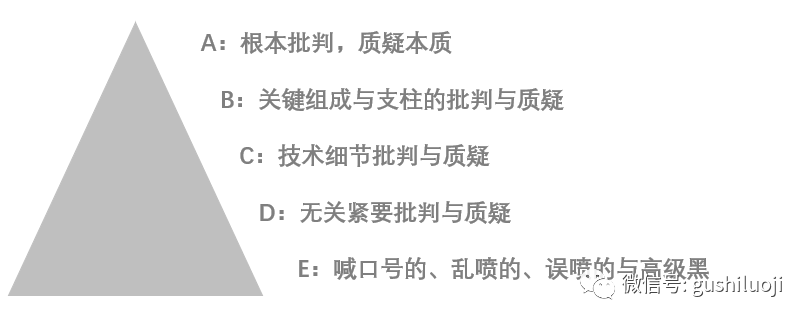 A：根本批判，质疑本质
B：关键组成与支柱的批判与质疑
C：技术细节批判与质疑
D：无关紧要批判与质疑
E：喊口号的、乱喷的、误喷的与高级黑
微信号: gushiluoji